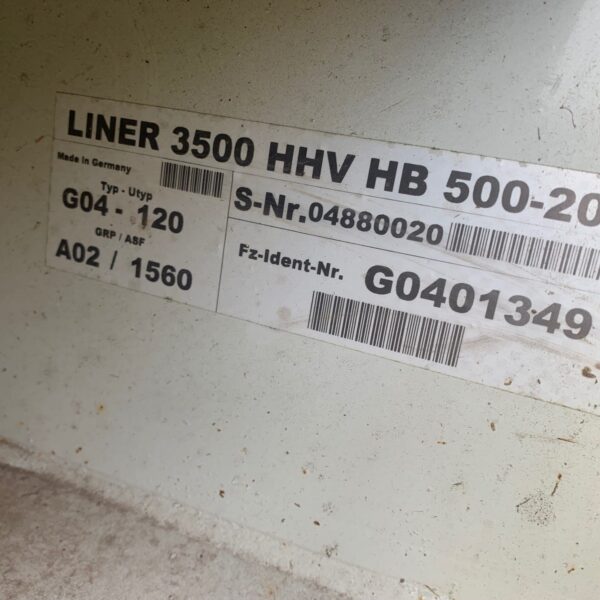 LINER 3500 HHV HB 500-20
Made in Germany
Typ - Utyp
G04 - 120
GRP / ASF
A02 / 1560
S-Nr.04880020
Fz-Ident-Nr. G0401349